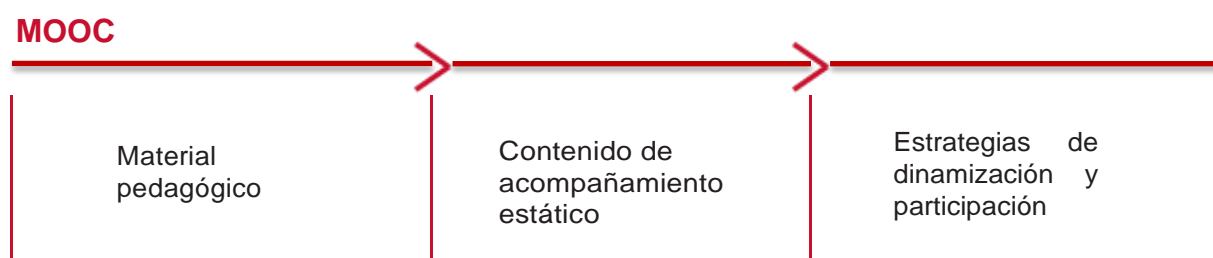 MOOC
Material
pedagógico
Contenido de
acompañamiento
estático
Estrategias de
dinamización y
participación